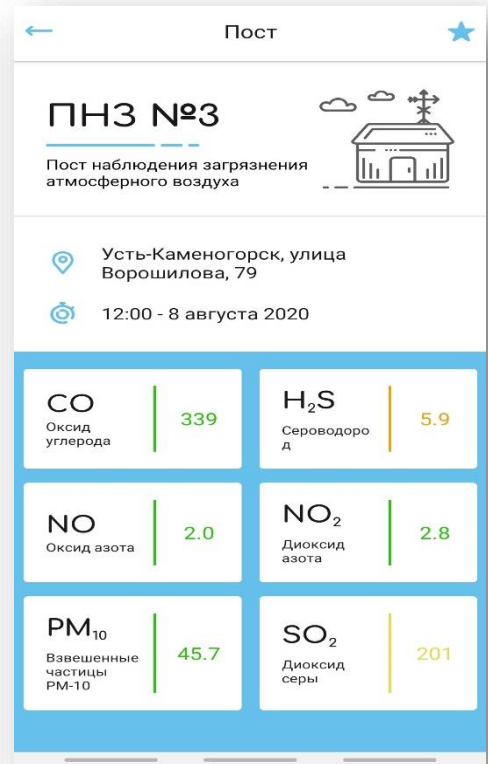 Пост
ПНЗ №3
Пост наблюдения загрязнения
атмосферного воздуха
Усть-Каменогорск, улица
Ворошилова, 79
12:00 - 8 августа 2020
CO
Оксид
углерода
339
H₂S
Сероводоро
д
5.9
NO
Оксид азота
2.0
NO₂
Диоксид
азота
2.8
PM₁₀
Взвешенные
частицы
PM-10
45.7
SO₂
Диоксид
серы
201